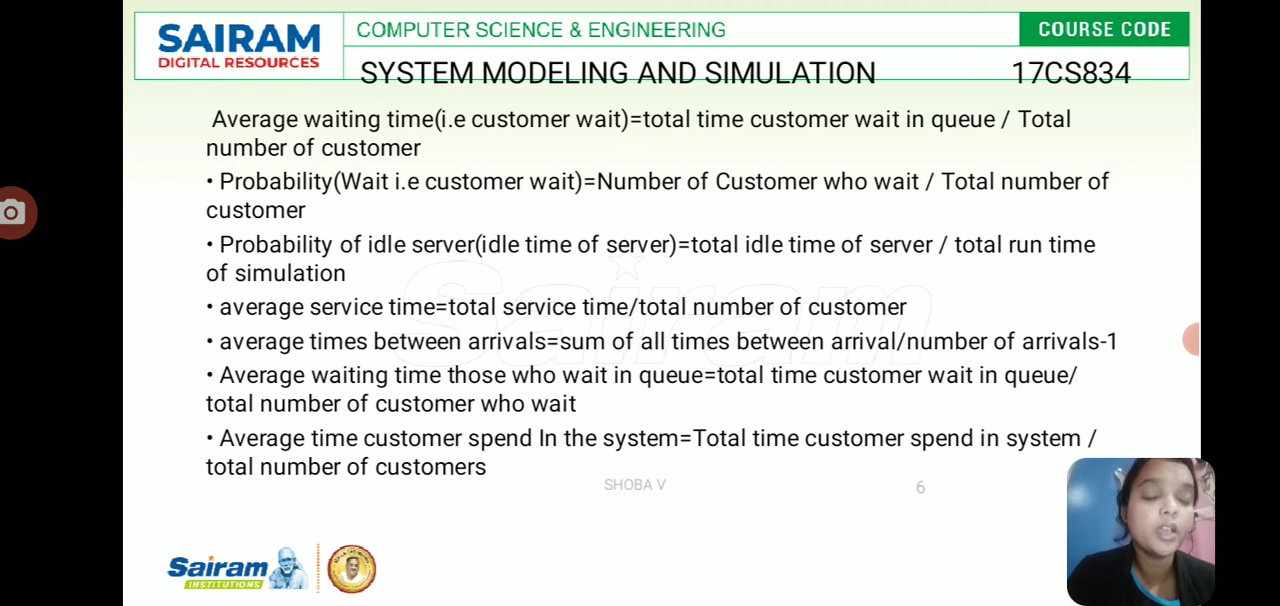 SAIRAM
DIGITAL RESOURCES
COMPUTER SCIENCE & ENGINEERING
COURSE CODE
SYSTEM MODELING AND SIMULATION
17CS834
Average waiting time(i.e customer wait)=total time customer wait in queue / Total
number of customer
• Probability(Wait i.e customer wait)=Number of Customer who wait / Total number of
customer
• Probability of idle server(idle time of server)=total idle time of server / total run time
of simulation
• average service time=total service time/total number of customer
• average times between arrivals=sum of all times between arrival/number of arrivals-1
• Average waiting time those who wait in queue=total time customer wait in queue/
total number of customer who wait
• Average time customer spend In the system=Total time customer spend in system /
total number of customers
Sairam
SHOBA V
6
Sairam
INSTITUTIONS